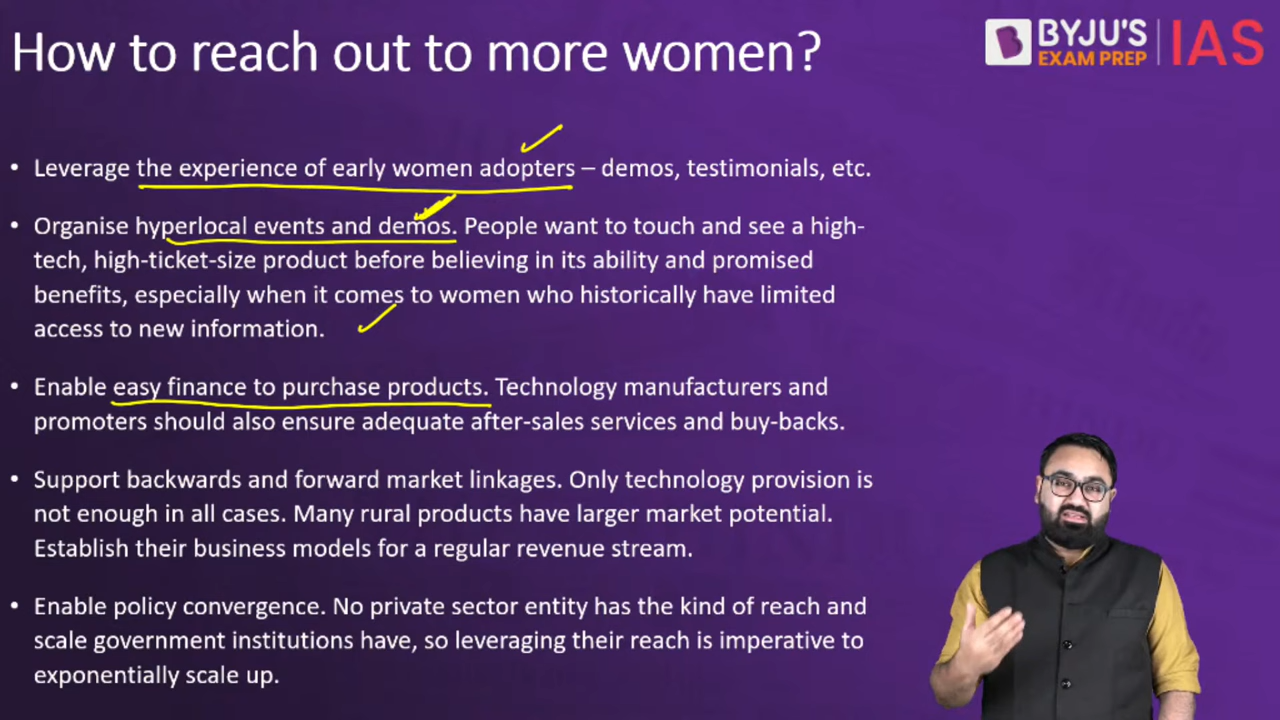 How to reach out to more women?
BYJU'S
EXAM PREP
IAS
• Leverage the experience of early women adopters – demos, testimonials, etc.
• Organise hyperlocal events and demos. People want to touch and see a high-
tech, high-ticket-size product before believing in its ability and promised
benefits, especially when it comes to women who historically have limited
access to new information.
• Enable easy finance to purchase products. Technology manufacturers and
promoters should also ensure adequate after-sales services and buy-backs.
• Support backwards and forward market linkages. Only technology provision is
not enough in all cases. Many rural products have larger market potential.
Establish their business models for a regular revenue stream.
• Enable policy convergence. No private sector entity has the kind of reach and
scale government institutions have, so leveraging their reach is imperative to
exponentially scale up.